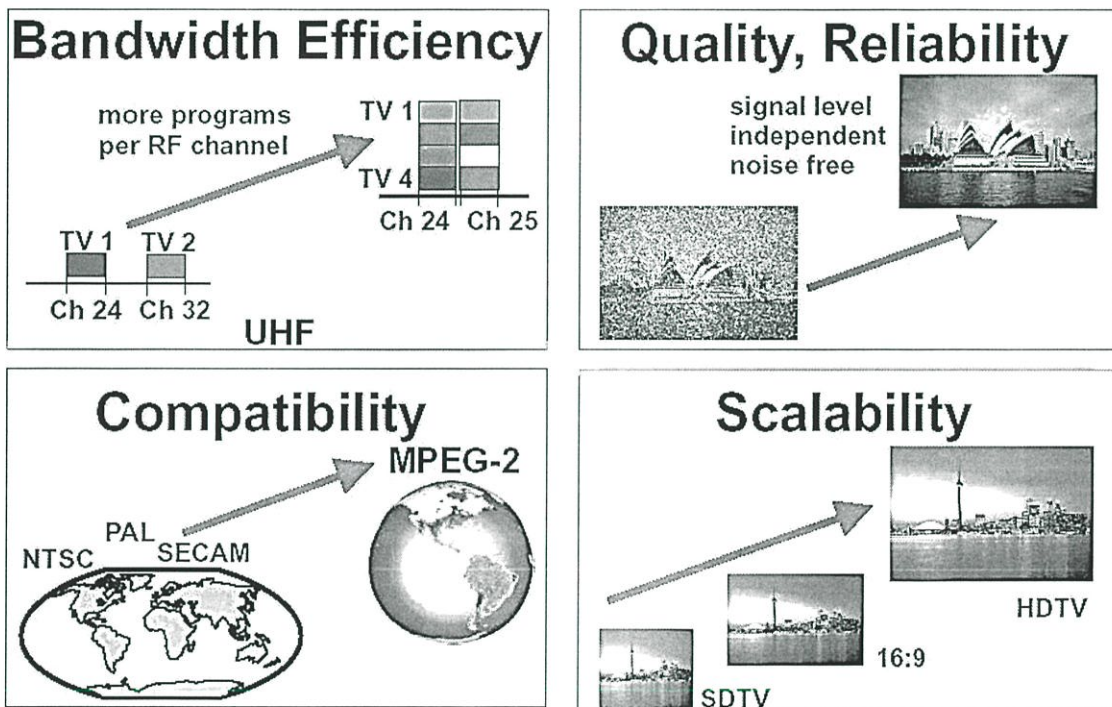 Bandwidth Efficiency
more programs
per RF channel
TV 1
TV 4
Ch 24 Ch 25
TV 1 TV 2
Ch 24 Ch 32
UHF
Quality, Reliability
signal level
independent
noise free
Compatibility
MPEG-2
PAL
NTSC SECAM
Scalability
HDTV
16:9
SDTV